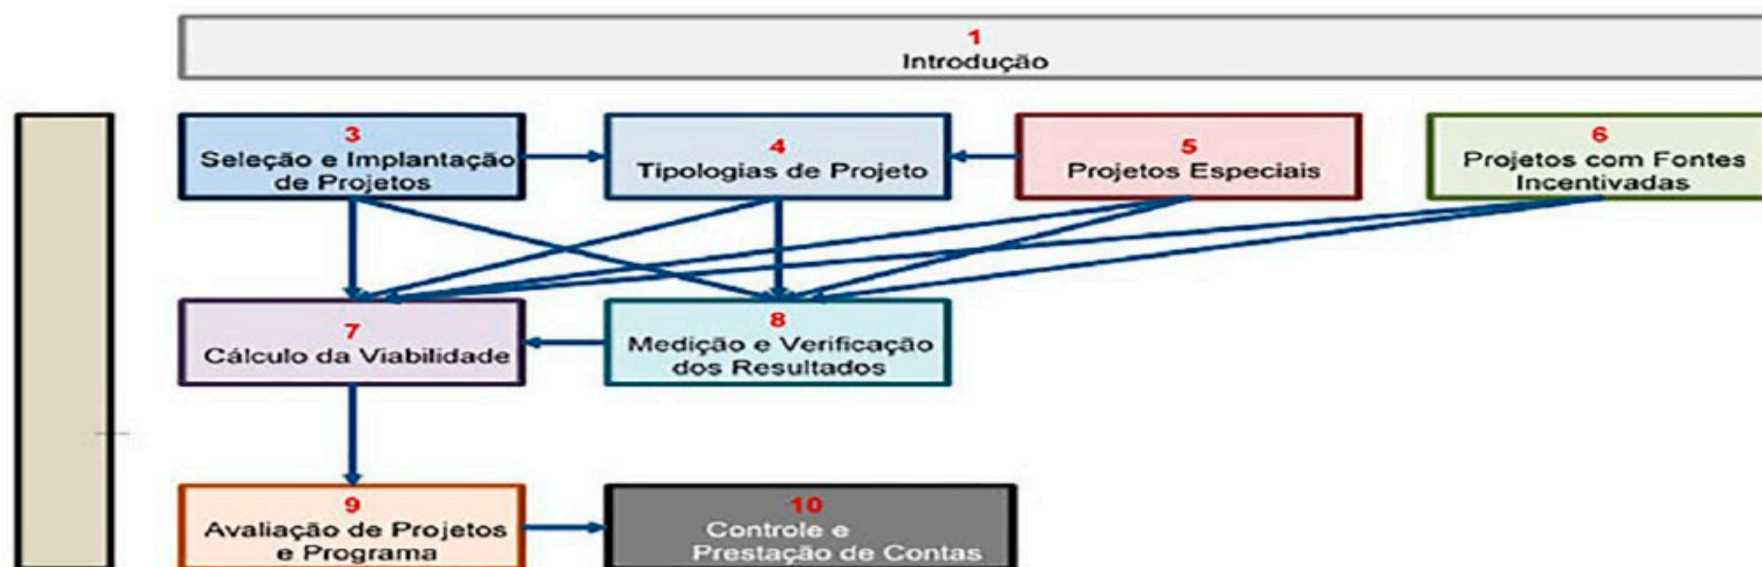 1
Introdução
3
Seleção e Implantação
de Projetos
4
Tipologias de Projeto
5
Projetos Especiais
6
Projetos com Fontes
Incentivadas
7
Cálculo da Viabilidade
8
Medição e Verificação
dos Resultados
9
Avaliação de Projetos
e Programa
10
Controle e
Prestação de Contas